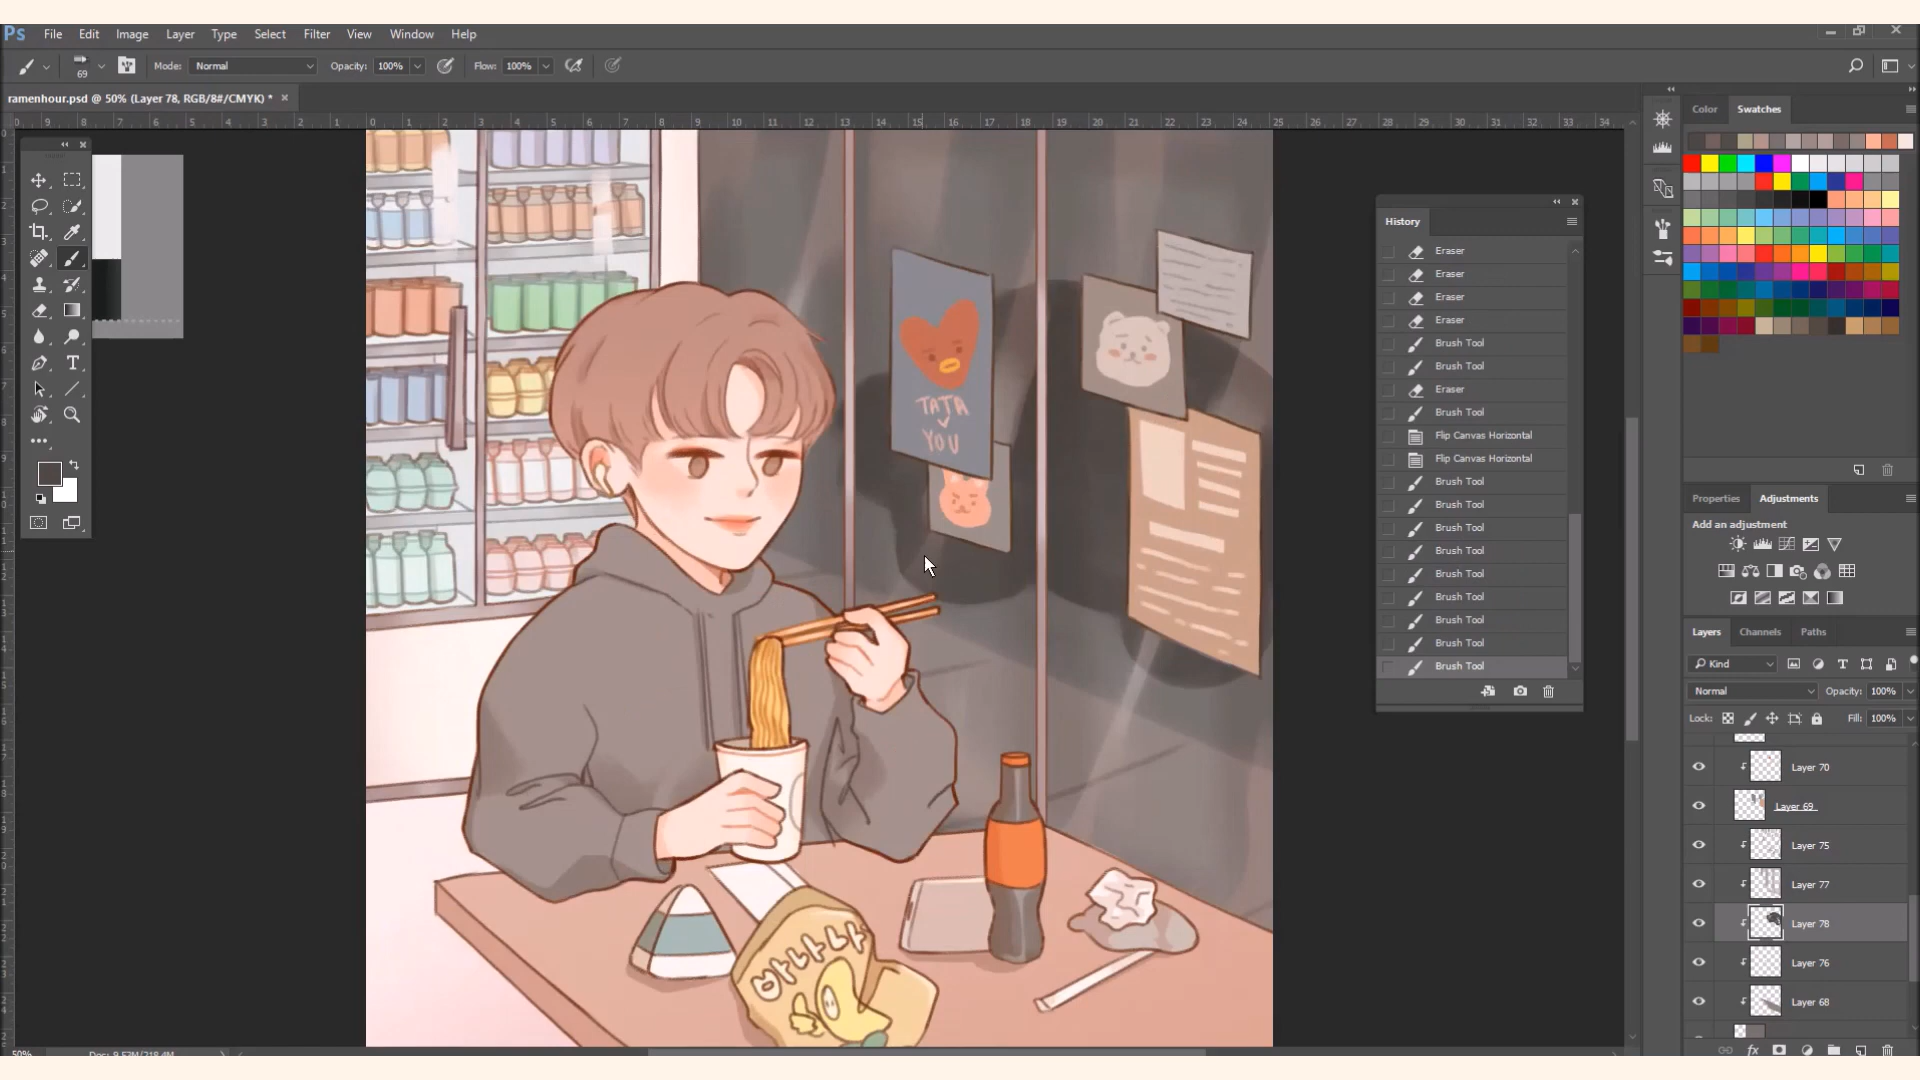 Ps File Edit Image Layer Type Select Filter View Window Help
69 Mode: Normal Opacity: 100% Flow: 100%
ramenhour.psd @ 50% (Layer 78, RGB/8#/CMYK) *
Color Swatches
History
Eraser
Eraser
Eraser
Eraser
Brush Tool
Brush Tool
Eraser
Brush Tool
Flip Canvas Horizontal
Flip Canvas Horizontal
Brush Tool
Brush Tool
Brush Tool
Brush Tool
Brush Tool
Brush Tool
Brush Tool
Brush Tool
Brush Tool
TATA
YOU
바나나
Properties Adjustments
Add an adjustment
Layers Channels Paths
Kind
Normal Opacity: 100%
Lock: Fill: 100%
Layer 70
Layer 69
Layer 75
Layer 77
Layer 78
Layer 76
Layer 68
50%